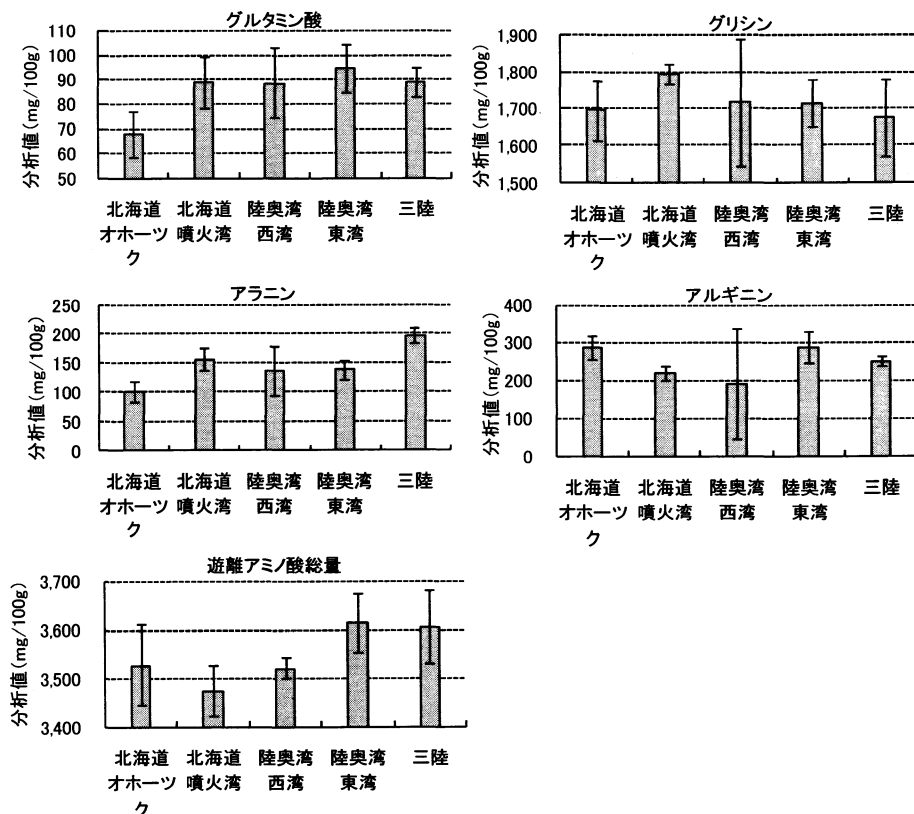 グルタミン酸
分析値(mg/100g)
110
100
90
80
70
60
50
北海道
オホーツ
ク
北海道
噴火湾
陸奥湾
西湾
陸奥湾
東湾
三陸
グリシン
分析値(mg/100g)
1,900
1,800
1,700
1,600
1,500
北海道
オホーツ
ク
北海道
噴火湾
陸奥湾
西湾
陸奥湾
東湾
三陸
アラニン
分析値(mg/100g)
250
200
150
100
50
0
北海道
オホーツ
ク
北海道
噴火湾
陸奥湾
西湾
陸奥湾
東湾
三陸
アルギニン
分析値(mg/100g)
400
300
200
100
0
北海道
オホーツ
ク
北海道
噴火湾
陸奥湾
西湾
陸奥湾
東湾
三陸
遊離アミノ酸総量
分析値(mg/100g)
3,700
3,600
3,500
3,400
北海道
オホーツ
ク
北海道
噴火湾
陸奥湾
西湾
陸奥湾
東湾
三陸